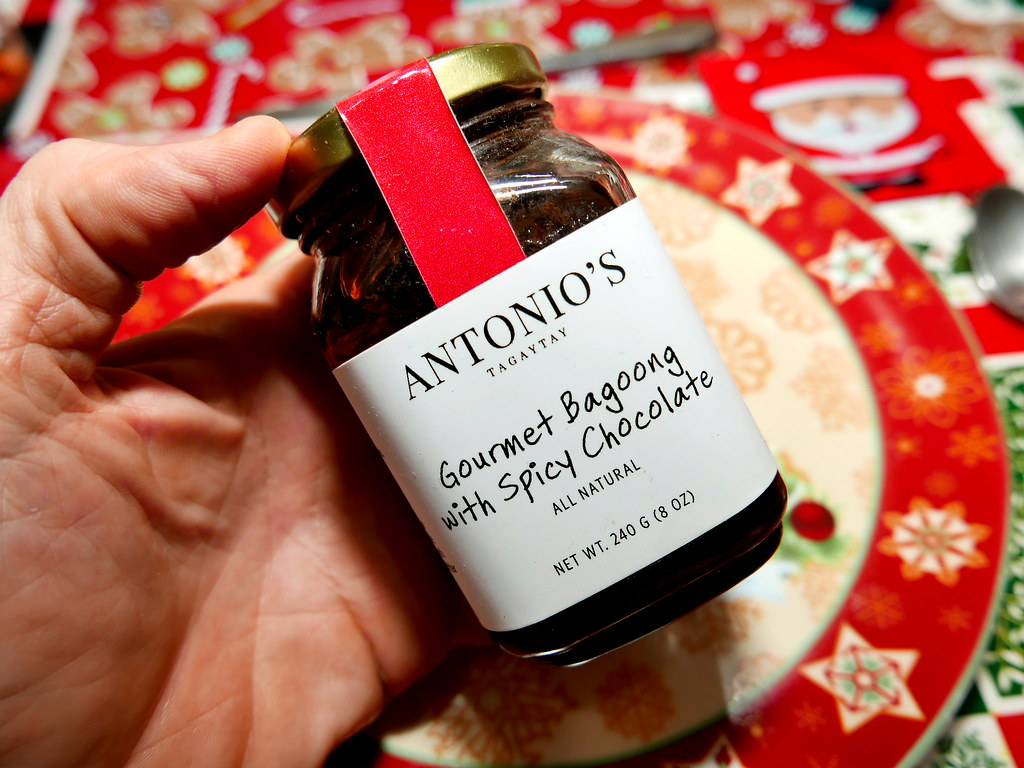 ANTONIO'S
TAGAYTAY
Gourmet Bagoong
with Spicy Chocolate
ALL NATURAL
NET WT. 240 G (8 OZ)